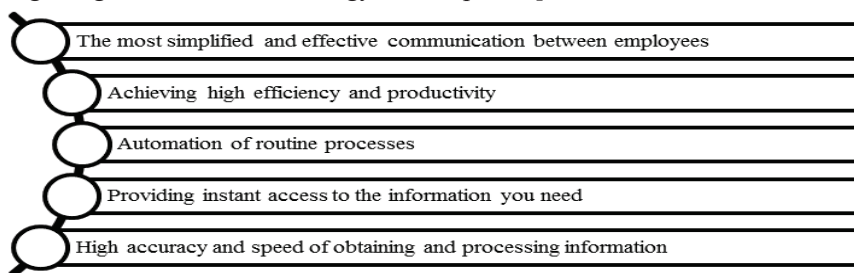 The most simplified and effective communication between employees
Achieving high efficiency and productivity
Automation of routine processes
Providing instant access to the information you need
High accuracy and speed of obtaining and processing information